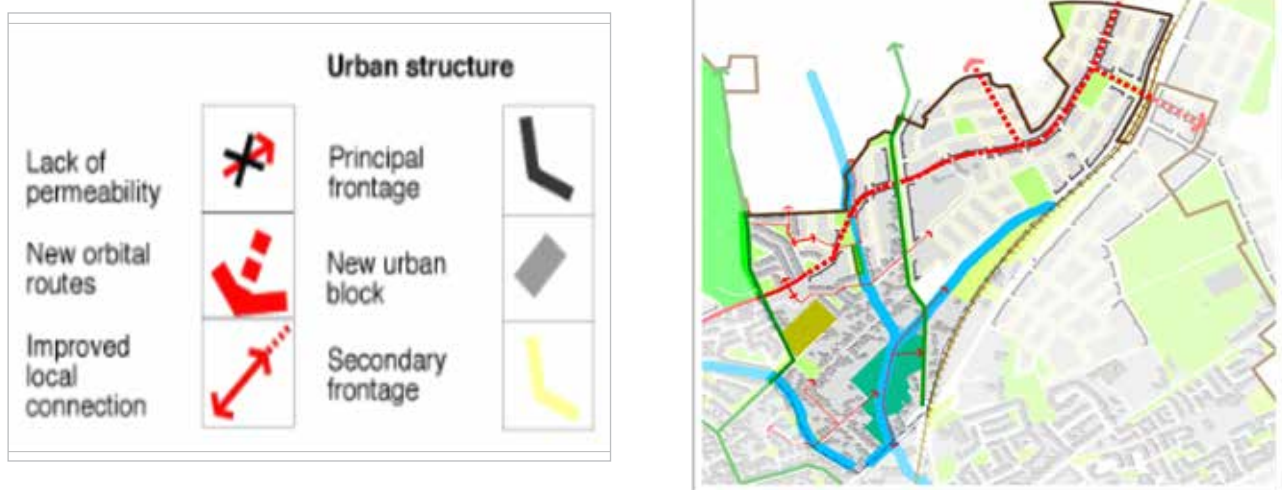 Urban structure
Lack of
permeability
Principal
frontage
New orbital
routes
New urban
block
Improved
local
connection
Secondary
frontage